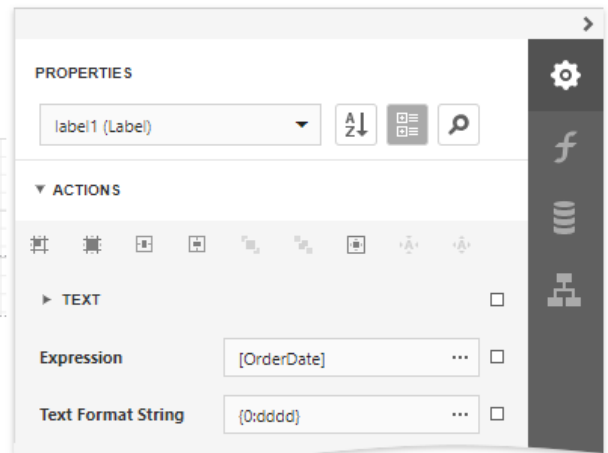 PROPERTIES
label1 (Label)
ACTIONS
TEXT
Expression
[OrderDate]
Text Format String
{0:dddd}